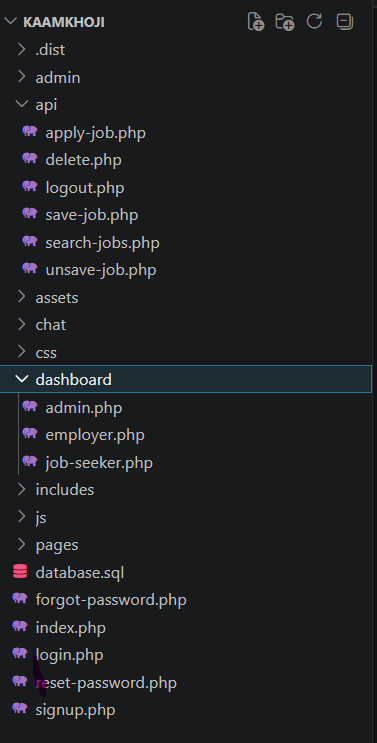 KAAMKHOJI
.dist
admin
api
apply-job.php
delete.php
logout.php
save-job.php
search-jobs.php
unsave-job.php
assets
chat
css
dashboard
admin.php
employer.php
job-seeker.php
includes
js
pages
database.sql
forgot-password.php
index.php
login.php
reset-password.php
signup.php